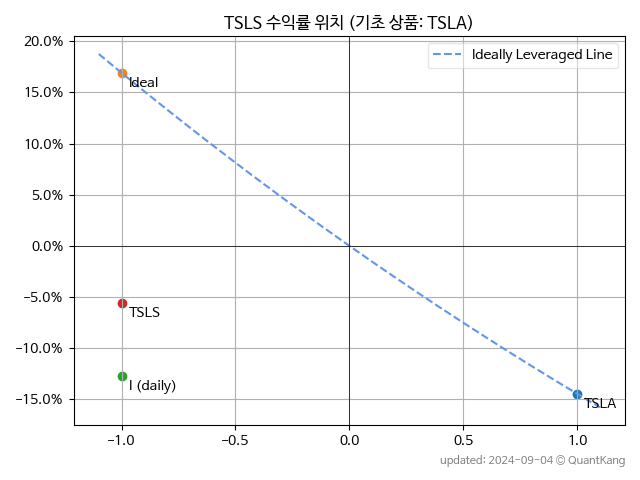 TSLS 수익률 위치 (기초 상품: TSLA)
20.0%
15.0%
10.0%
5.0%
0.0%
−5.0%
−10.0%
−15.0%
Ideally Leveraged Line
Ideal
TSLS
I (daily)
TSLA
−1.0
−0.5
0.0
0.5
1.0
updated: 2024-09-04 © QuantKang